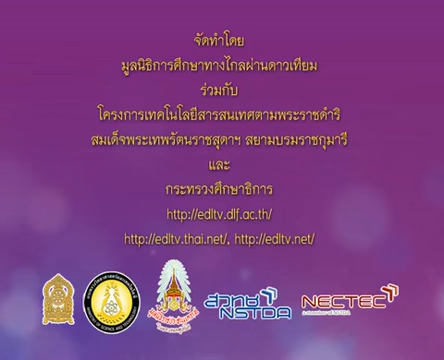 จัดทำโดย
มูลนิธิการศึกษาทางไกลผ่านดาวเทียม
ร่วมกับ
โครงการเทคโนโลยีสารสนเทศตามพระราชดำริ
สมเด็จพระเทพรัตนราชสุดาฯ สยามบรมราชกุมารี
และ
กระทรวงศึกษาธิการ
http://edltv.dlf.ac.th/
http://edltv.thai.net/, http://edltv.net/
สวทช
NSTDA
NECTEC
a member of NSTDA